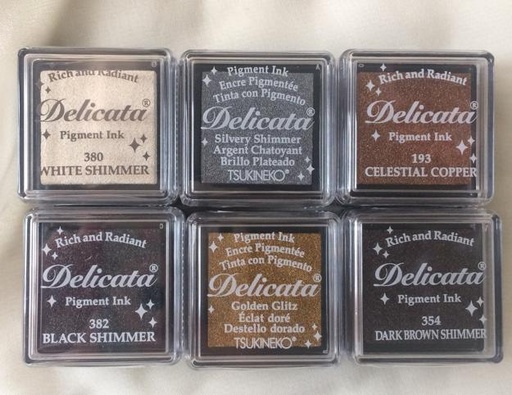 Rich and Radiant
Delicata®
Pigment Ink
380
WHITE SHIMMER
Pigment Ink
Encre Pigmentée
Tinta con Pigmento
Delicata®
Silvery Shimmer
Argent Chatoyant
Brillo Plateado
TSUKINEKO®
Rich and Radiant
Delicata®
Pigment Ink
193
CELESTIAL COPPER
Rich and Radiant
Delicata®
Pigment Ink
382
BLACK SHIMMER
Pigment Ink
Encre Pigmentée
Tinta con Pigmento
Delicata®
Golden Glitz
Éclat doré
Destello dorado
TSUKINEKO®
Rich and Radiant
Delicata®
Pigment Ink
354
DARK BROWN SHIMMER